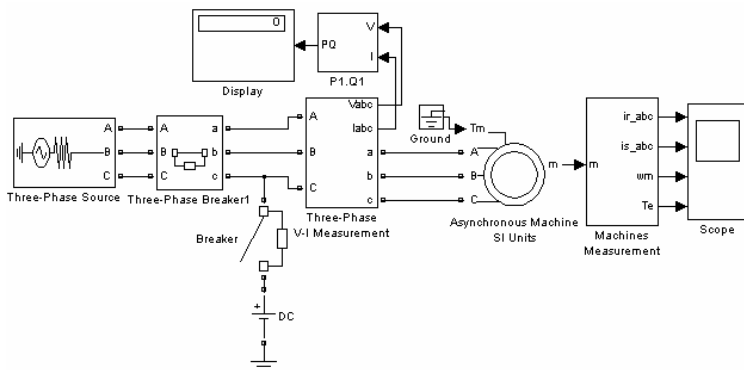 0
Display
PQ
V
I
P1.Q1
A
B
C
Three-Phase Source
A
B
C
a
b
c
Three-Phase Breaker1
A
B
C
Vabc
Iabc
a
b
c
Three-Phase
V-I Measurement
Ground
Tm
A
B
C
m
Asynchronous Machine
SI Units
m
ir_abc
is_abc
wm
Te
Machines
Measurement
Scope
Breaker
+
DC